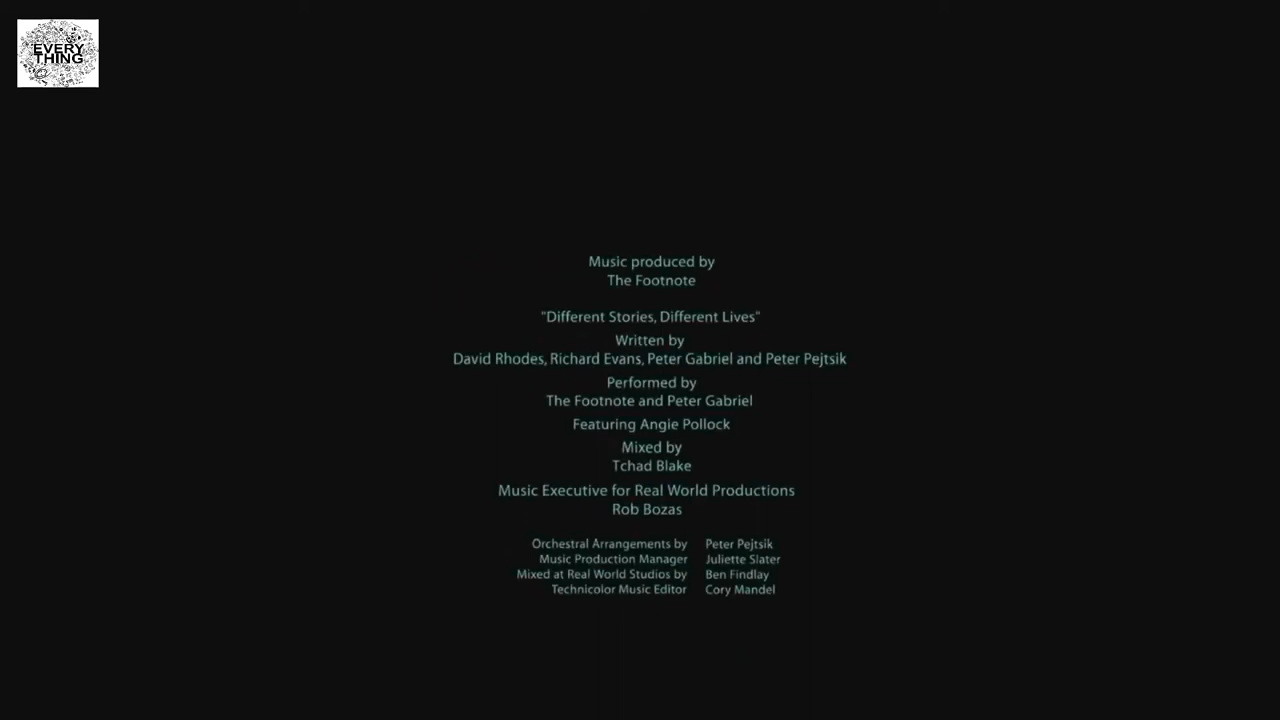 EVERY
THING
Music produced by
The Footnote
"Different Stories, Different Lives"
Written by
David Rhodes, Richard Evans, Peter Gabriel and Peter Pejtsik
Performed by
The Footnote and Peter Gabriel
Featuring Angie Pollock
Mixed by
Tchad Blake
Music Executive for Real World Productions
Rob Bozas
Orchestral Arrangements by Peter Pejtsik
Music Production Manager Juliette Slater
Mixed at Real World Studios by Ben Findlay
Technicolor Music Editor Cory Mandel